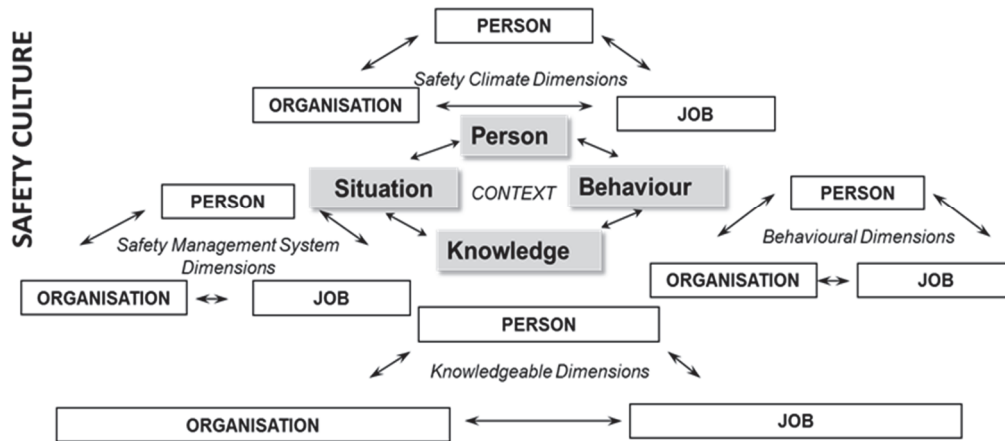 SAFETY CULTURE
PERSON
Safety Climate Dimensions
ORGANISATION
JOB
Person
Situation
CONTEXT
Behaviour
Knowledge
PERSON
Safety Management System
Dimensions
ORGANISATION
JOB
PERSON
Behavioural Dimensions
ORGANISATION
JOB
PERSON
Knowledgeable Dimensions
ORGANISATION
JOB